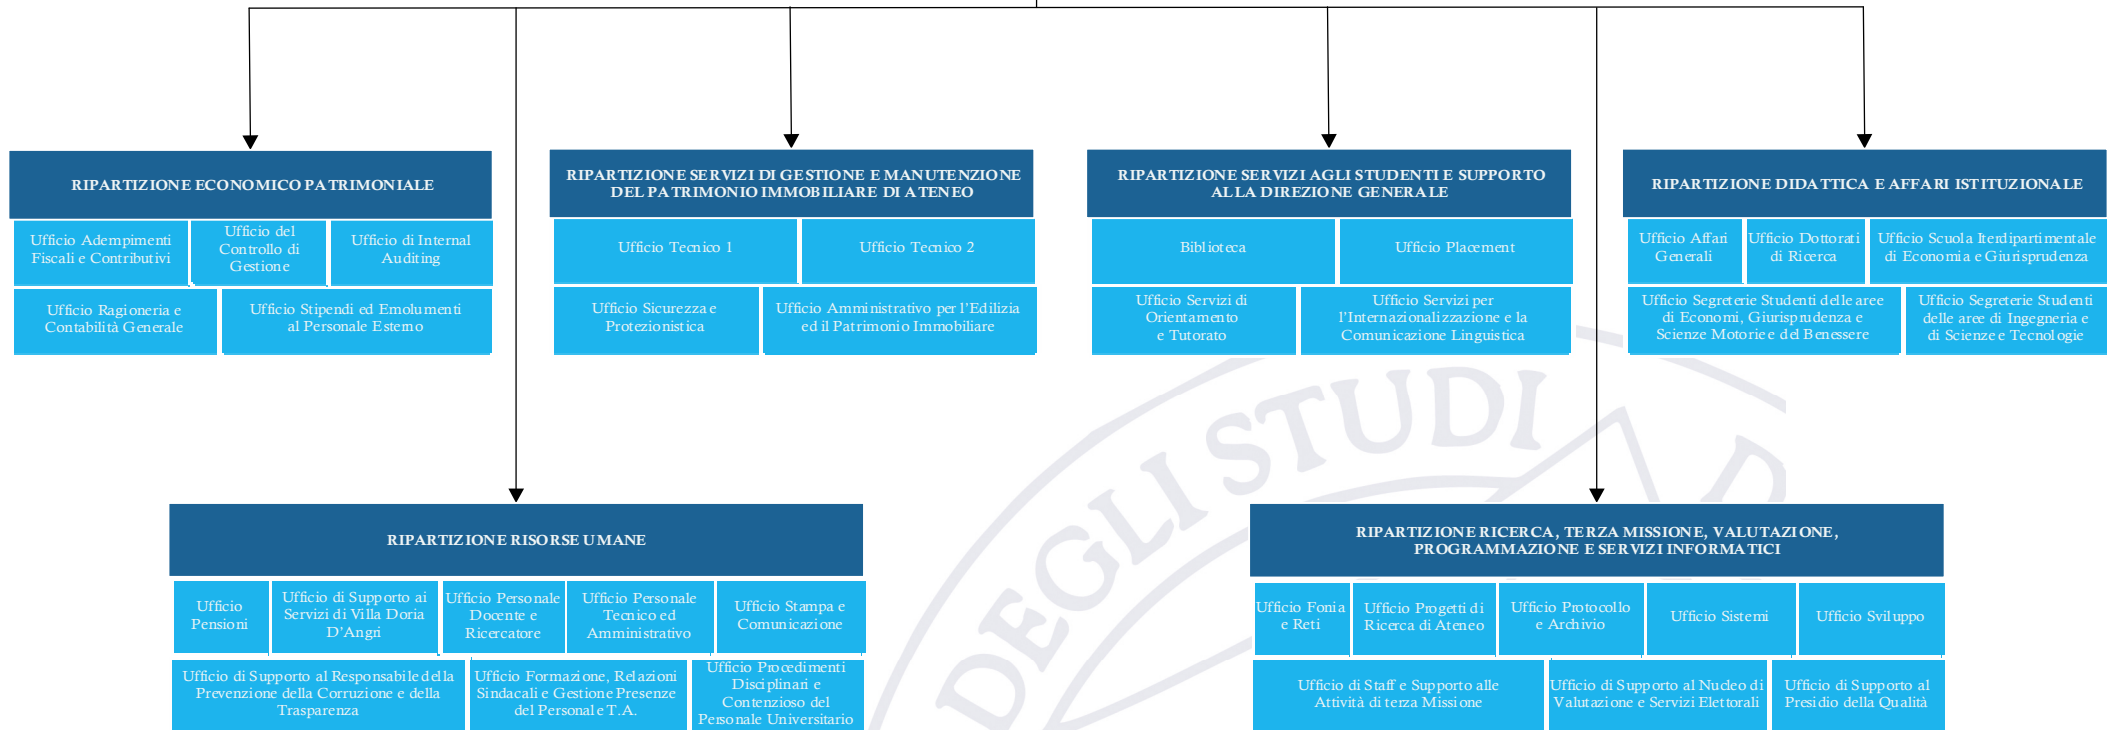 RIPARTIZIONE ECONOMICO PATRIMONIALE
Ufficio Adempimenti
Fiscali e Contributivi
Ufficio del
Controllo di
Gestione
Ufficio di Internal
Auditing
Ufficio Ragioneria e
Contabilità Generale
Ufficio Stipendi ed Emolumenti
al Personale Esterno
RIPARTIZIONE SERVIZI DI GESTIONE E MANUTENZIONE
DEL PATRIMONIO IMMOBILIARE DI ATENEO
Ufficio Tecnico 1
Ufficio Tecnico 2
Ufficio Sicurezza e
Protezionistica
Ufficio Amministrativo per l'Edilizia
ed il Patrimonio Immobiliare
RIPARTIZIONE SERVIZI AGLI STUDENTI E SUPPORTO
ALLA DIREZIONE GENERALE
Biblioteca
Ufficio Placement
Ufficio Servizi di
Orientamento
e Tutorato
Ufficio Servizi per
l'Internazionalizzazione e la
Comunicazione Linguistica
RIPARTIZIONE DIDATTICA E AFFARI ISTITUZIONALE
Ufficio Affari
Generali
Ufficio Dottorati
di Ricerca
Ufficio Scuola Iterdipartimentale
di Economia e Giurisprudenza
Ufficio Segreterie Studenti delle aree
di Economi, Giurisprudenza e
Scienze Motorie e del Benessere
Ufficio Segreterie Studenti
delle aree di Ingegneria e
di Scienze e Tecnologie
RIPARTIZIONE RISORSE UMANE
Ufficio
Pensioni
Ufficio di Supporto ai
Servizi di Villa Doria
D'Angri
Ufficio Personale
Docente e
Ricercatore
Ufficio Personale
Tecnico ed
Amministrativo
Ufficio Stampa e
Comunicazione
Ufficio di Supporto al Responsabile della
Prevenzione della Corruzione e della
Trasparenza
Ufficio Formazione, Relazioni
Sindacali e Gestione Presenze
del Personale T.A.
Ufficio Procedimenti
Disciplinari e
Contenzioso del
Personale Universitario
RIPARTIZIONE RICERCA, TERZA MISSIONE, VALUTAZIONE,
PROGRAMMAZIONE E SERVIZI INFORMATICI
Ufficio Fonia
e Reti
Ufficio Progetti di
Ricerca di Ateneo
Ufficio Protocollo
e Archivio
Ufficio Sistemi
Ufficio Sviluppo
Ufficio di Staff e Supporto alle
Attività di terza Missione
Ufficio di Supporto al Nucleo di
Valutazione e Servizi Elettorali
Ufficio di Supporto al
Presidio della Qualità
DEGLI STUDI D